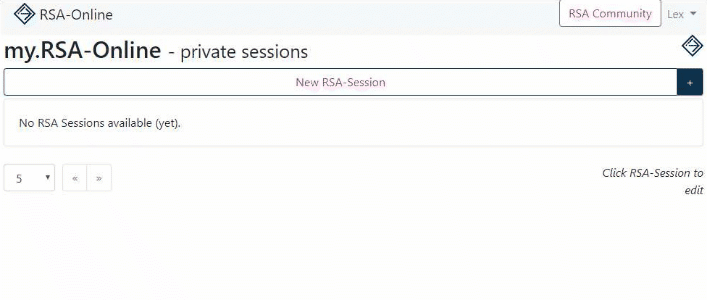 RSA-Online
RSA Community
Lex
my.RSA-Online - private sessions
New RSA-Session
+
No RSA Sessions available (yet).
5
« »
Click RSA-Session to
edit